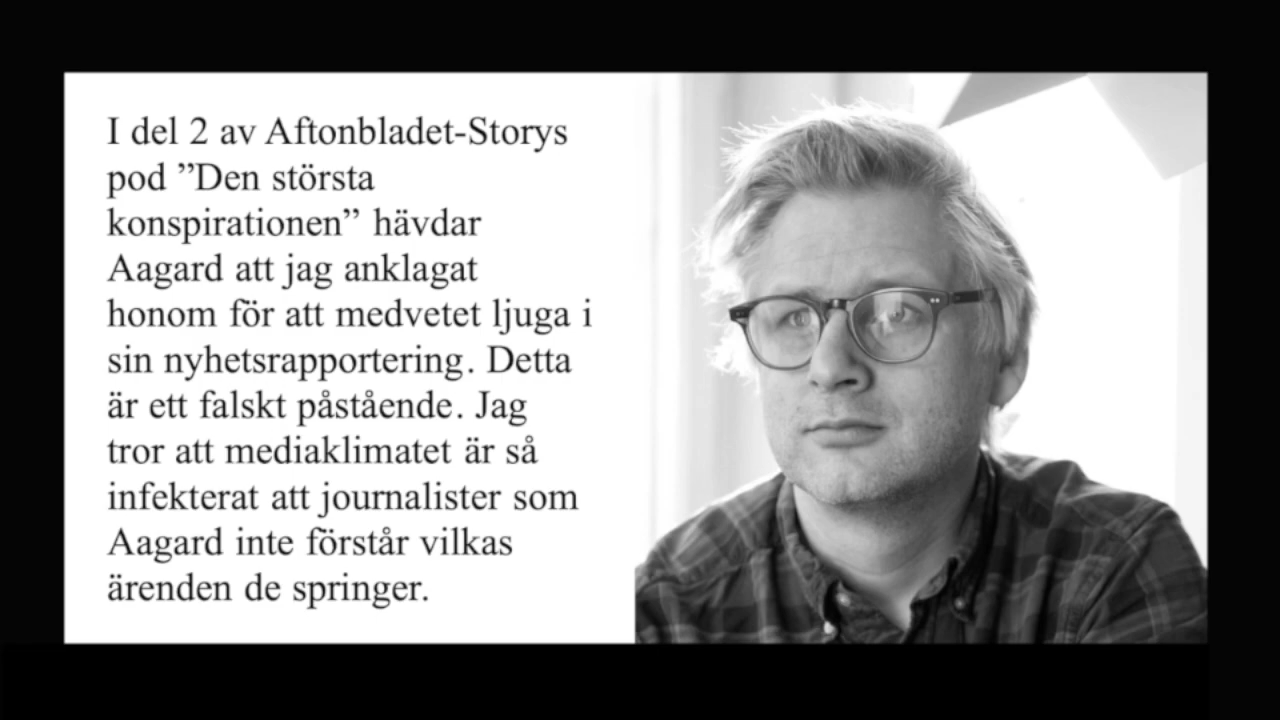 I del 2 av Aftonbladet-Storys
pod ”Den största
konspirationen” hävdar
Aagard att jag anklagat
honom för att medvetet ljuga i
sin nyhetsrapportering. Detta
är ett falskt påstående. Jag
tror att mediaklimatet är så
infekterat att journalister som
Aagard inte förstår vilkas
ärenden de springer.